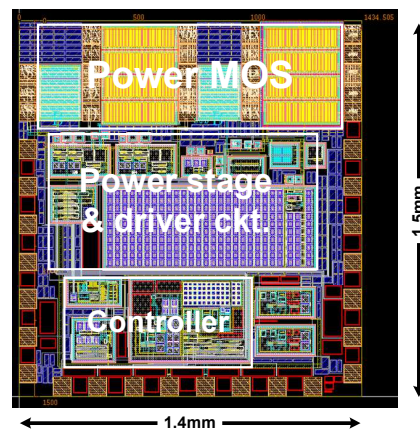 0 500 1000 1434 505
Power MOS
Power stage
& driver ckt.
Controller
1.5mm
1500
1.4mm